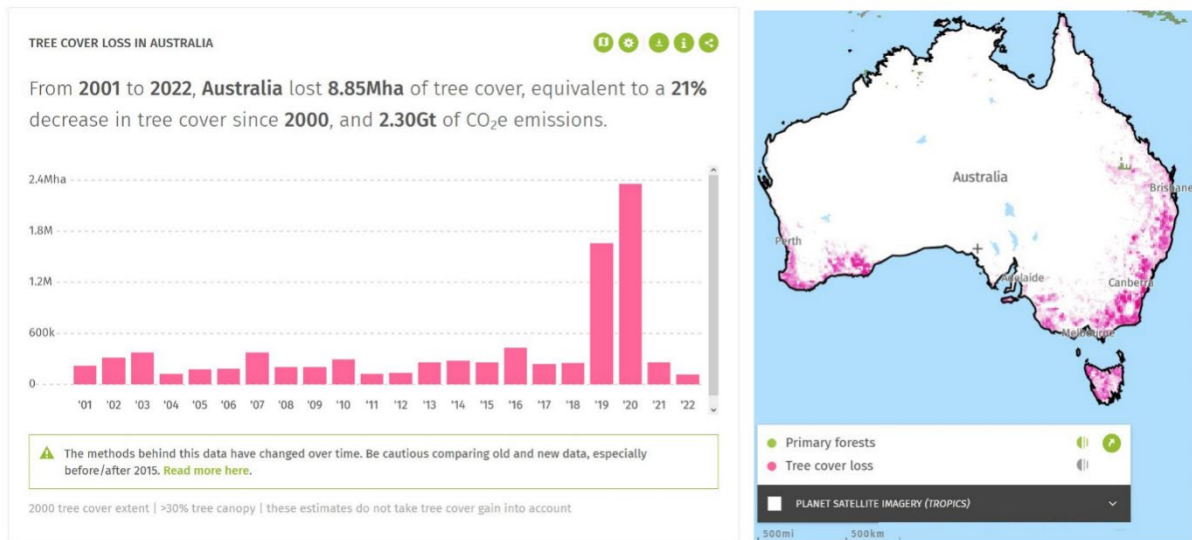 TREE COVER LOSS IN AUSTRALIA
From 2001 to 2022, Australia lost 8.85Mha of tree cover, equivalent to a 21%
decrease in tree cover since 2000, and 2.30Gt of CO₂e emissions.
2.4Mha
1.8M
1.2M
600k
0
'01 '02 '03 '04 '05 '06 '07 '08 '09 '10 '11 '12 '13 '14 '15 '16 '17 '18 '19 '20 '21 '22
The methods behind this data have changed over time. Be cautious comparing old and new data, especially
before/after 2015. Read more here.
2000 tree cover extent | >30% tree canopy | these estimates do not take tree cover gain into account
Australia
Brisbane
Perth
Adelaide
Canberra
Melbourne
Primary forests
Tree cover loss
PLANET SATELLITE IMAGERY (TROPICS)
500mi 500km